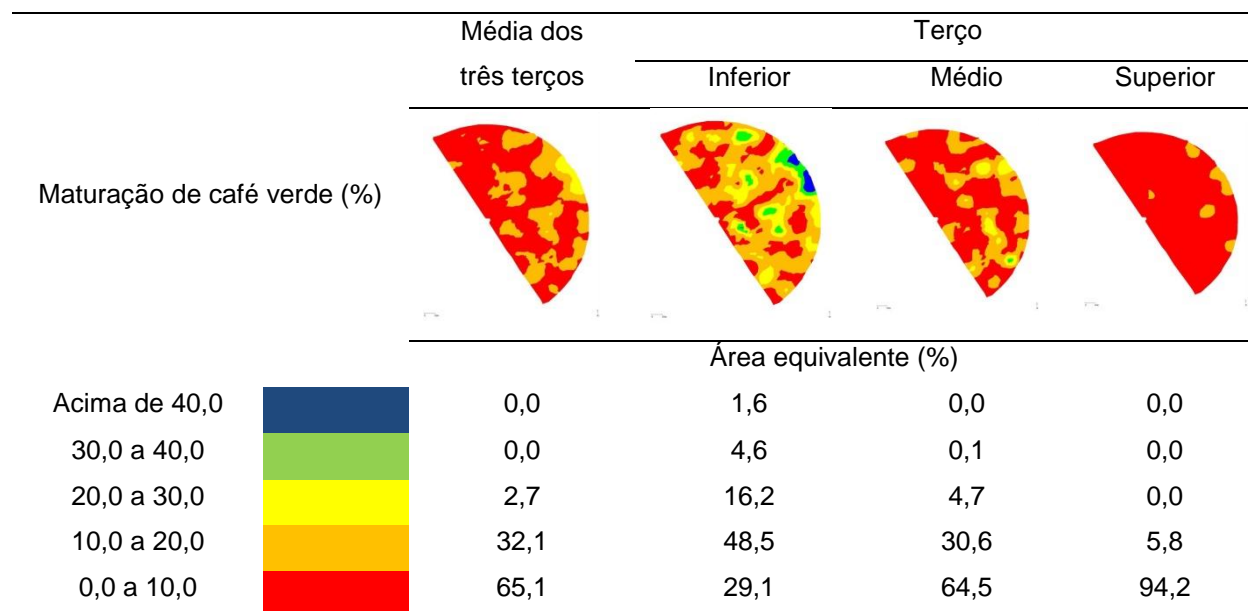 Média dos
três terços
Terço
Inferior Médio Superior
Maturação de café verde (%)
Área equivalente (%)
Acima de 40,0 0,0 1,6 0,0 0,0
30,0 a 40,0 0,0 4,6 0,1 0,0
20,0 a 30,0 2,7 16,2 4,7 0,0
10,0 a 20,0 32,1 48,5 30,6 5,8
0,0 a 10,0 65,1 29,1 64,5 94,2